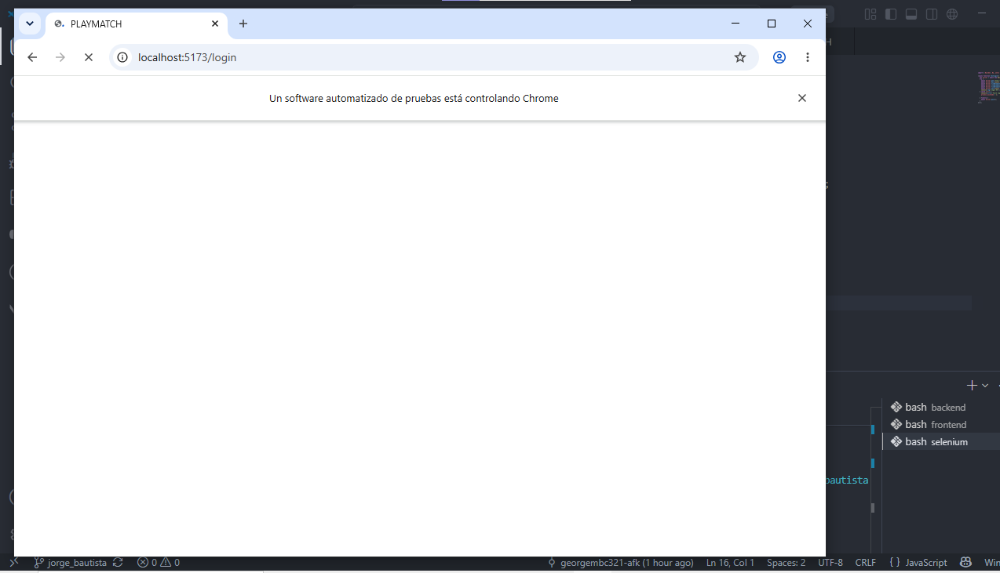 PLAYMATCH
localhost:5173/login
Un software automatizado de pruebas está controlando Chrome
bash backend
bash frontend
bash selenium
bautista
jorge_bautista 0 0 georgembc321-afk (1 hour ago) Ln 16, Col 1 Spaces: 2 UTF-8 CRLF { } JavaScript Win